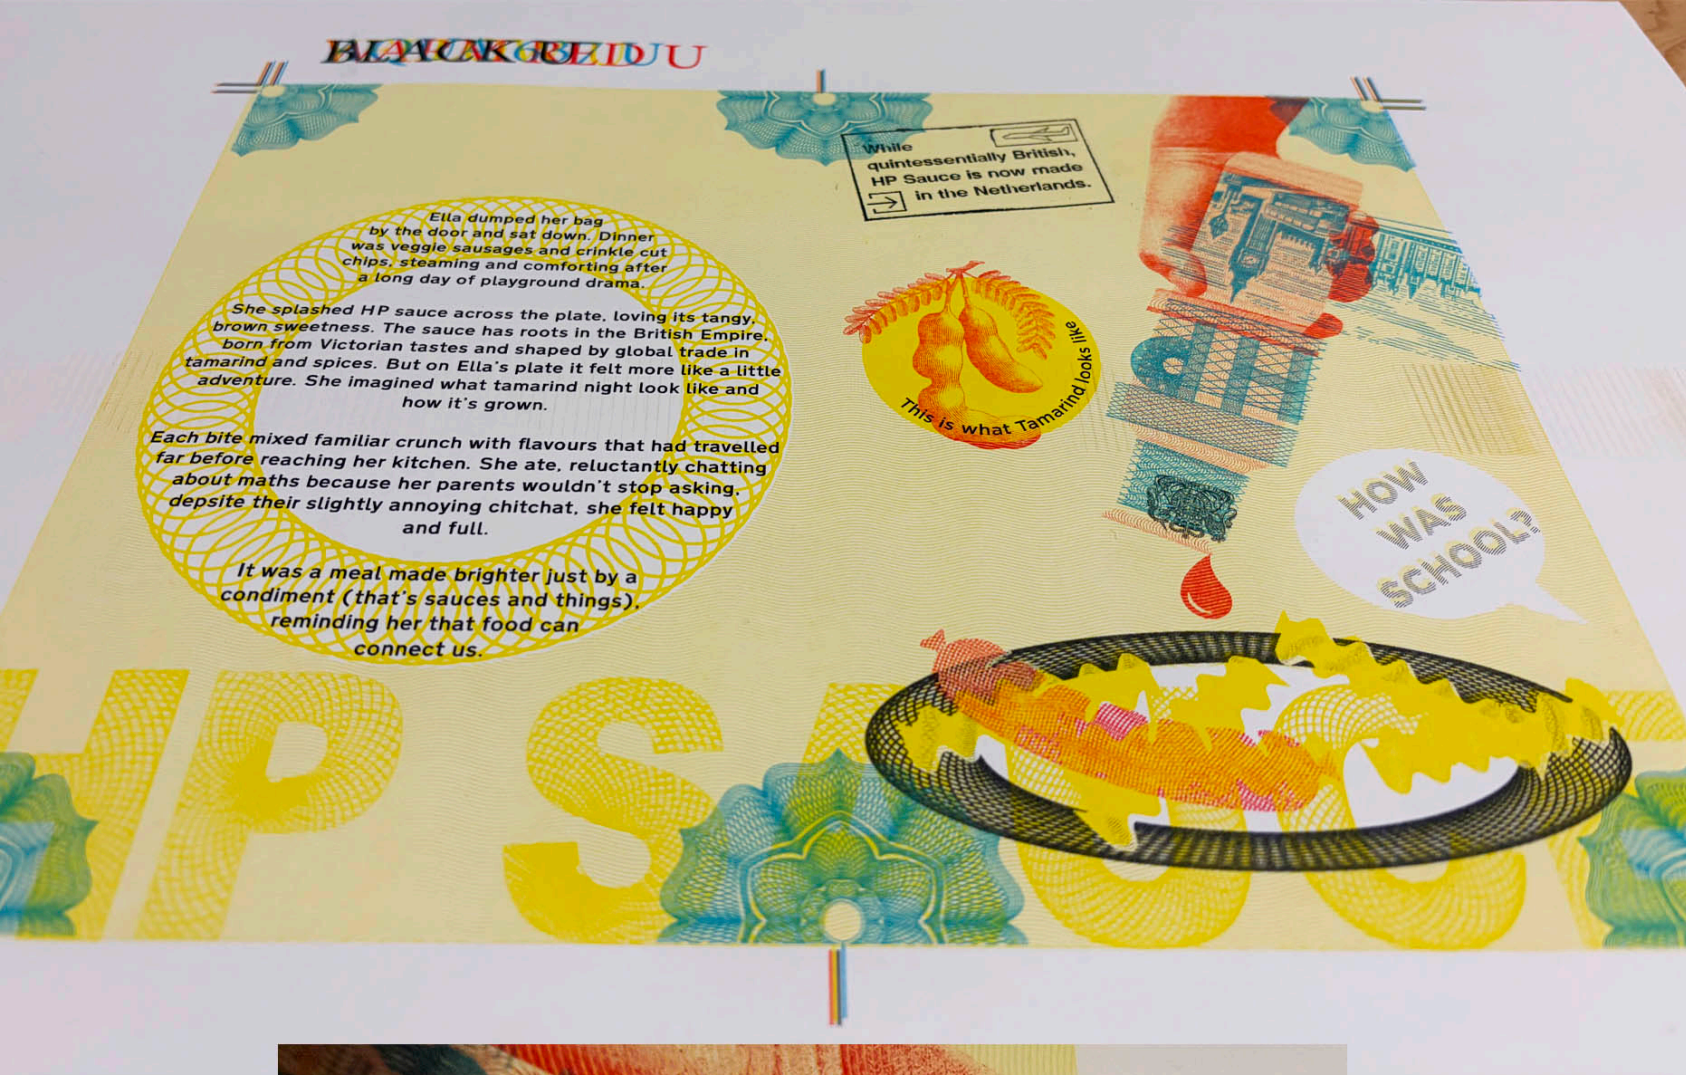 While
quintessentially British,
HP Sauce is now made
in the Netherlands.
Ella dumped her bag
by the door and sat down. Dinner
was veggie sausages and crinkle cut
chips, steaming and comforting after
a long day of playground drama.
She splashed HP sauce across the plate, loving its tangy,
brown sweetness. The sauce has roots in the British Empire,
born from Victorian tastes and shaped by global trade in
tamarind and spices. But on Ella's plate it felt more like a little
adventure. She imagined what tamarind night look like and
how it's grown.
Each bite mixed familiar crunch with flavours that had travelled
far before reaching her kitchen. She ate, reluctantly chatting
about maths because her parents wouldn't stop asking,
depsite their slightly annoying chitchat, she felt happy
and full.
It was a meal made brighter just by a
condiment (that's sauces and things),
reminding her that food can
connect us.
This is what Tamarind looks like
HP
HOW
WAS
SCHOOL?
HP SAUC